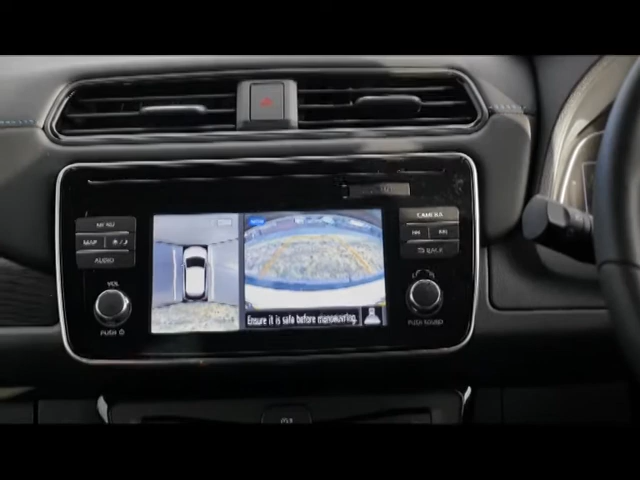 MENU
CAMERA
MAP
BACK
AUDIO
VOL
PUSH
PUSH SOUND
Ensure it is safe before manoeuvring.